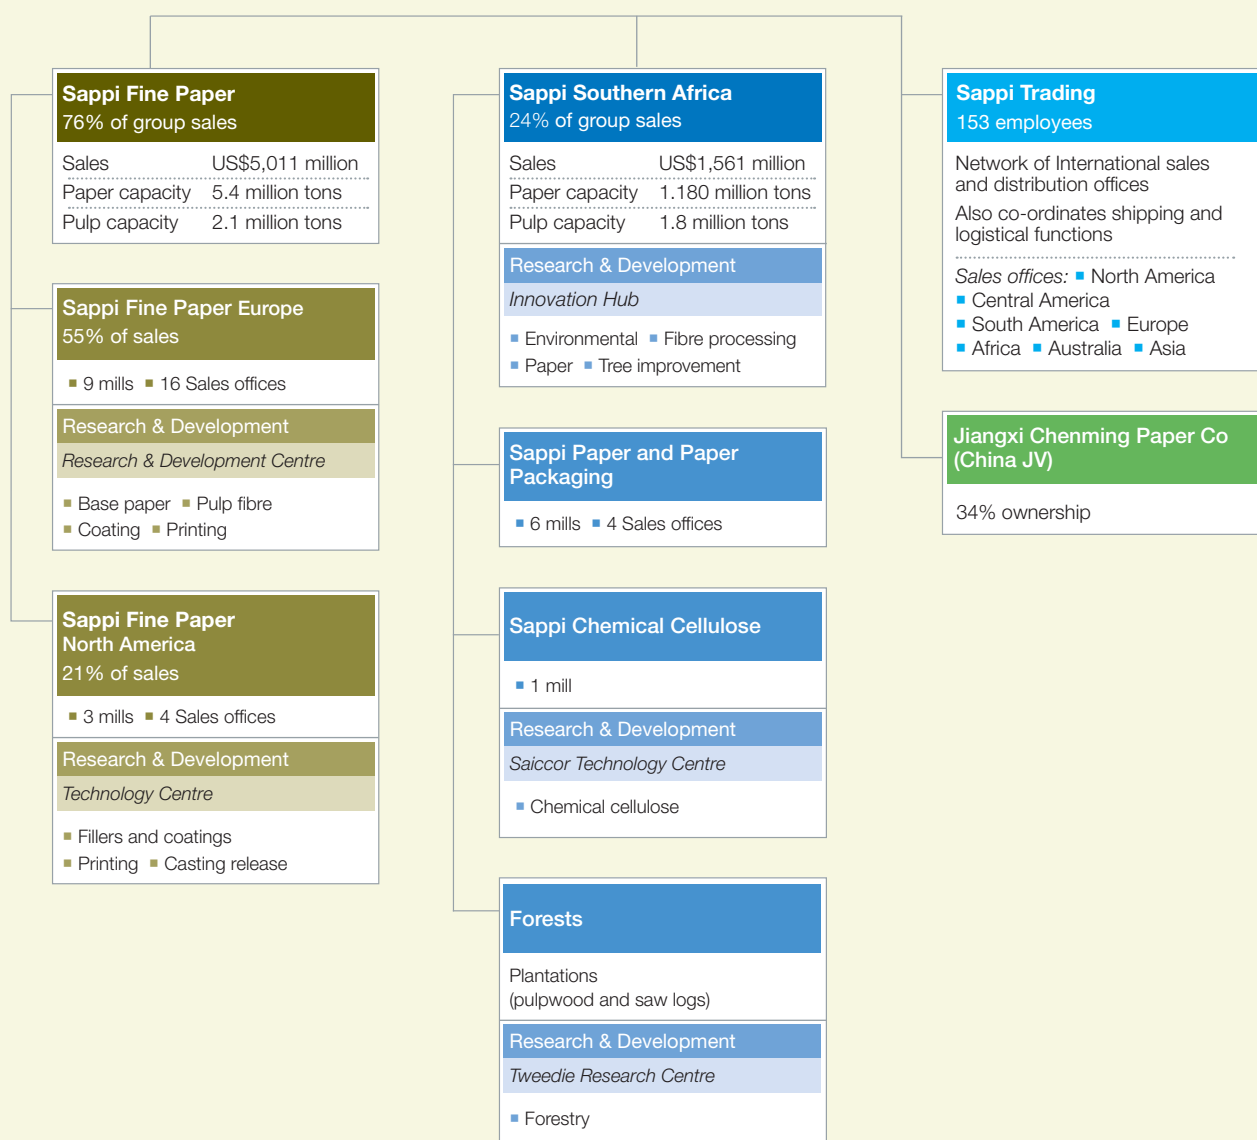 Sappi Fine Paper
76% of group sales
Sales US$5,011 million
Paper capacity 5.4 million tons
Pulp capacity 2.1 million tons
Sappi Fine Paper Europe
55% of sales
▪ 9 mills ▪ 16 Sales offices
Research & Development
Research & Development Centre
▪ Base paper ▪ Pulp fibre
▪ Coating ▪ Printing
Sappi Fine Paper
North America
21% of sales
▪ 3 mills ▪ 4 Sales offices
Research & Development
Technology Centre
▪ Fillers and coatings
▪ Printing ▪ Casting release
Sappi Southern Africa
24% of group sales
Sales US$1,561 million
Paper capacity 1.180 million tons
Pulp capacity 1.8 million tons
Research & Development
Innovation Hub
▪ Environmental ▪ Fibre processing
▪ Paper ▪ Tree improvement
Sappi Paper and Paper
Packaging
▪ 6 mills ▪ 4 Sales offices
Sappi Chemical Cellulose
▪ 1 mill
Research & Development
Saiccor Technology Centre
▪ Chemical cellulose
Forests
Plantations
(pulpwood and saw logs)
Research & Development
Tweedie Research Centre
▪ Forestry
Sappi Trading
153 employees
Network of International sales
and distribution offices
Also co-ordinates shipping and
logistical functions
Sales offices: ▪ North America
▪ Central America
▪ South America ▪ Europe
▪ Africa ▪ Australia ▪ Asia
Jiangxi Chenming Paper Co
(China JV)
34% ownership